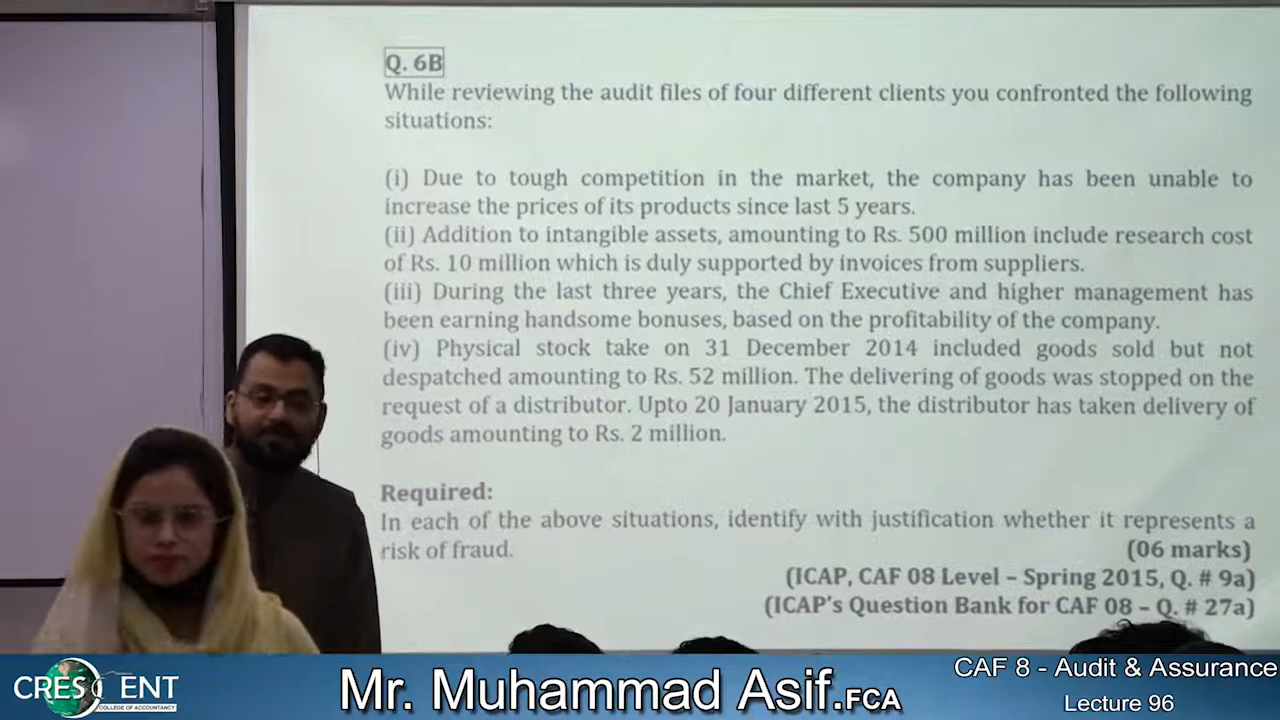 Q. 6B
While reviewing the audit files of four different clients you confronted the following
situations:
(i) Due to tough competition in the market, the company has been unable to
increase the prices of its products since last 5 years.
(ii) Addition to intangible assets, amounting to Rs. 500 million include research cost
of Rs. 10 million which is duly supported by invoices from suppliers.
(iii) During the last three years, the Chief Executive and higher management has
been earning handsome bonuses, based on the profitability of the company.
(iv) Physical stock take on 31 December 2014 included goods sold but not
despatched amounting to Rs. 52 million. The delivering of goods was stopped on the
request of a distributor. Upto 20 January 2015, the distributor has taken delivery of
goods amounting to Rs. 2 million.
Required:
In each of the above situations, identify with justification whether it represents a
risk of fraud.
(06 marks)
(ICAP, CAF 08 Level – Spring 2015, Q. # 9a)
(ICAP's Question Bank for CAF 08 – Q. # 27a)
CRESCENT
COLLEGE OF ACCOUNTANCY
Mr. Muhammad Asif.FCA
CAF 8 - Audit & Assurance
Lecture 96